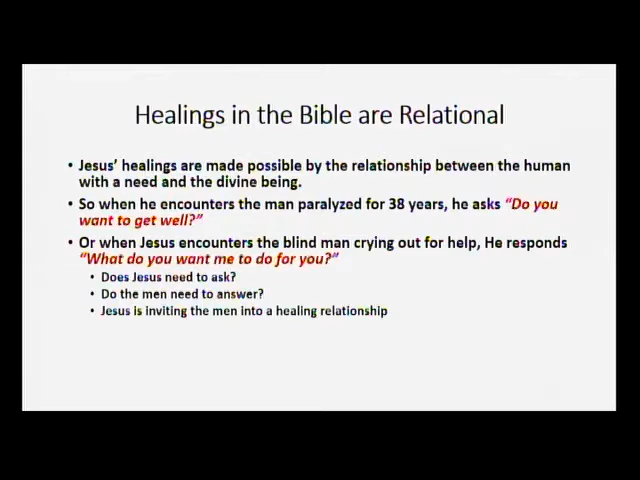 Healings in the Bible are Relational
• Jesus' healings are made possible by the relationship between the human
with a need and the divine being.
• So when he encounters the man paralyzed for 38 years, he asks "Do you
want to get well?"
• Or when Jesus encounters the blind man crying out for help, He responds
"What do you want me to do for you?"
• Does Jesus need to ask?
• Do the men need to answer?
• Jesus is inviting the men into a healing relationship